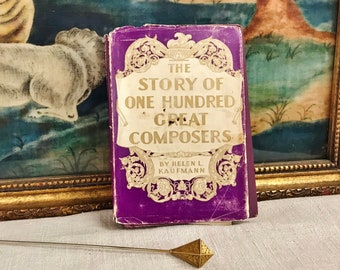 THE
STORY OF
ONE HUNDRED
GREAT
COMPOSERS
BY HELEN L.
KAUFMANN